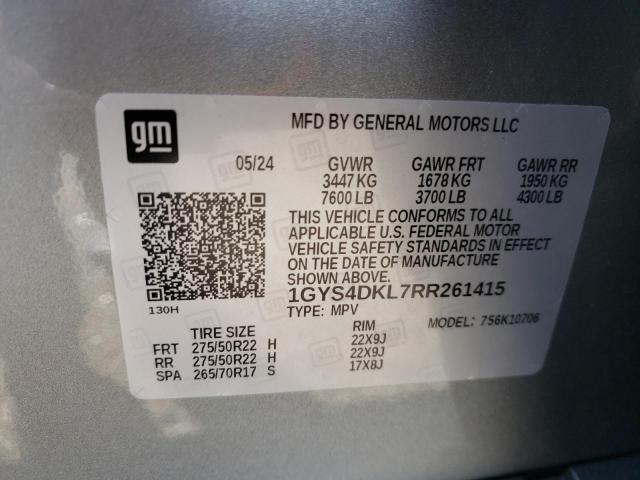 gm
MFD BY GENERAL MOTORS LLC
05/24 GVWR GAWR FRT GAWR RR
3447 KG 1678 KG 1950 KG
7600 LB 3700 LB 4300 LB
THIS VEHICLE CONFORMS TO ALL
APPLICABLE U.S. FEDERAL MOTOR
VEHICLE SAFETY STANDARDS IN EFFECT
ON THE DATE OF MANUFACTURE
SHOWN ABOVE.
1GYS4DKL7RR261415
130H
TYPE: MPV MODEL: 756K10706
TIRE SIZE RIM
FRT 275/50R22 H 22X9J
RR 275/50R22 H 22X9J
SPA 265/70R17 S 17X8J